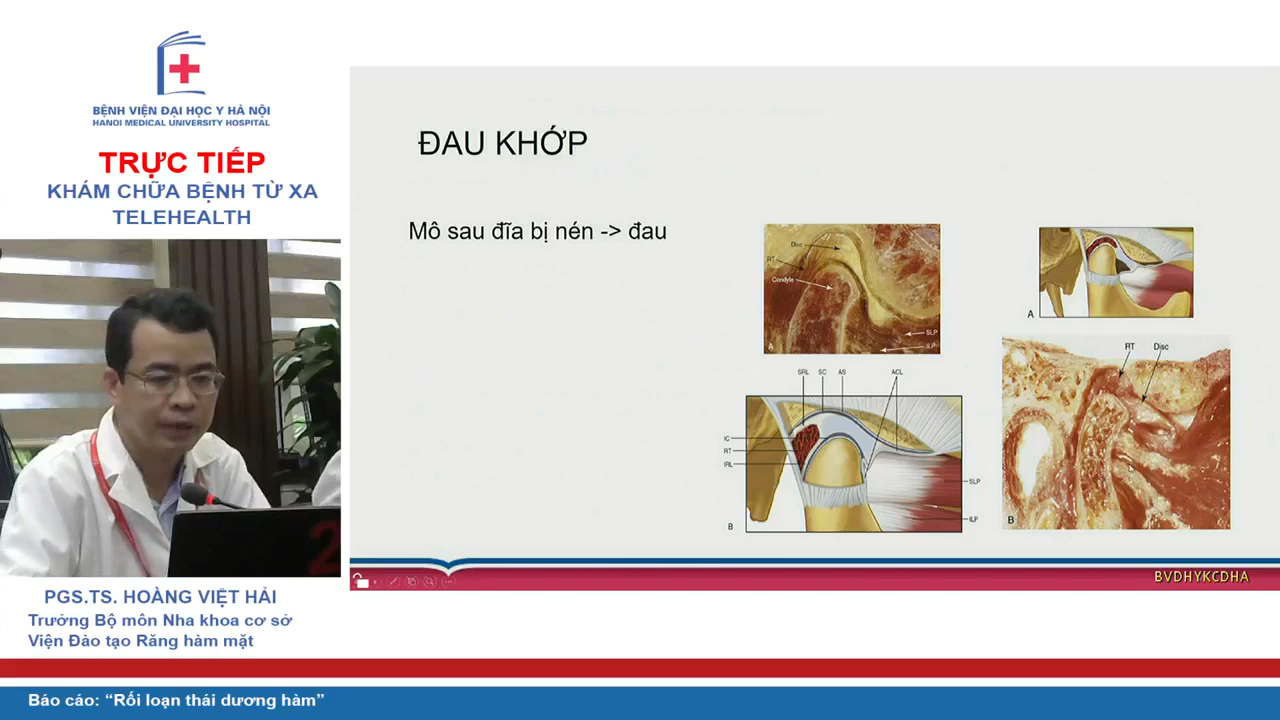 BỆNH VIỆN ĐẠI HỌC Y HÀ NỘI
HANOI MEDICAL UNIVERSITY HOSPITAL
TRỰC TIẾP
KHÁM CHỮA BỆNH TỪ XA
TELEHEALTH
PGS.TS. HOÀNG VIỆT HẢI
Trưởng Bộ môn Nha khoa cơ sở
Viện Đào tạo Răng hàm mặt
Báo cáo: “Rối loạn thái dương hàm”
ĐAU KHỚP
Mô sau đĩa bị nén -> đau
Disc
RT
Condyle
SLP
ILP
A
SRL SC AS ACL
IC
RT
IRL
SLP
ILP
B
A
RT Disc
B
BVDHYKCDHA